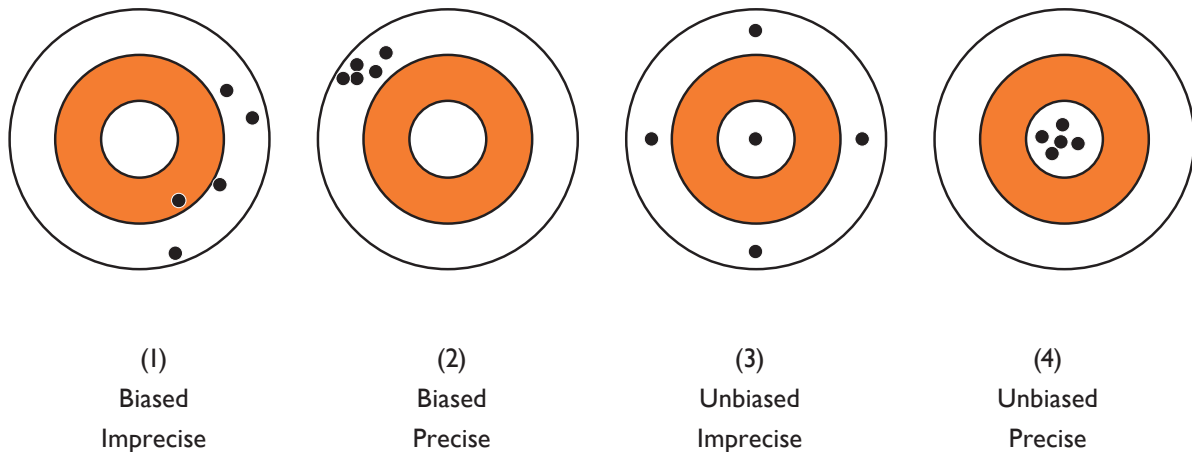 (1) (2) (3) (4)
Biased Biased Unbiased Unbiased
Imprecise Precise Imprecise Precise